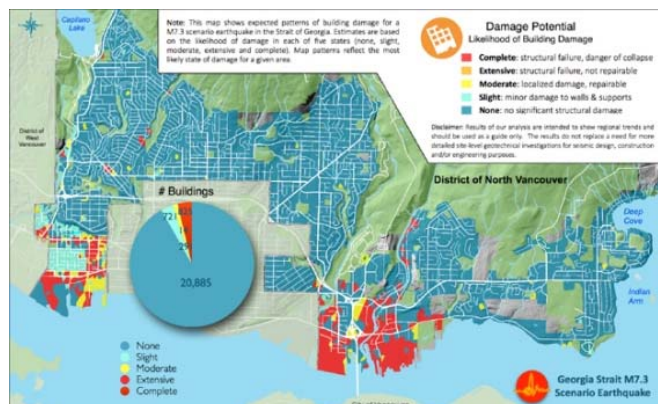 Capilano
Lake
Note: This map shows expected patterns of building damage for a
M7.3 scenario earthquake in the Strait of Georgia. Estimates are based
on the likelihood of damage in each of five states (none, slight,
moderate, extensive and complete). Map patterns reflect the most
likely state of damage for a given area.
Damage Potential
Likelihood of Building Damage
Complete: structural failure, danger of collapse
Extensive: structural failure, not repairable
Moderate: localized damage, repairable
Slight: minor damage to walls & supports
None: no significant structural damage
Disclaimer: Results of our analysis are intended to show regional trends and
should be used as a guide only. The results do not replace a need for more
detailed site-level geotechnical investigations for seismic design, construction
and/or engineering purposes.
District of
West
Vancouver
District of North Vancouver
Deep
Cove
Indian
Arm
# Buildings
721
20,885
None
Slight
Moderate
Extensive
Complete
Georgia Strait M7.3
Scenario Earthquake